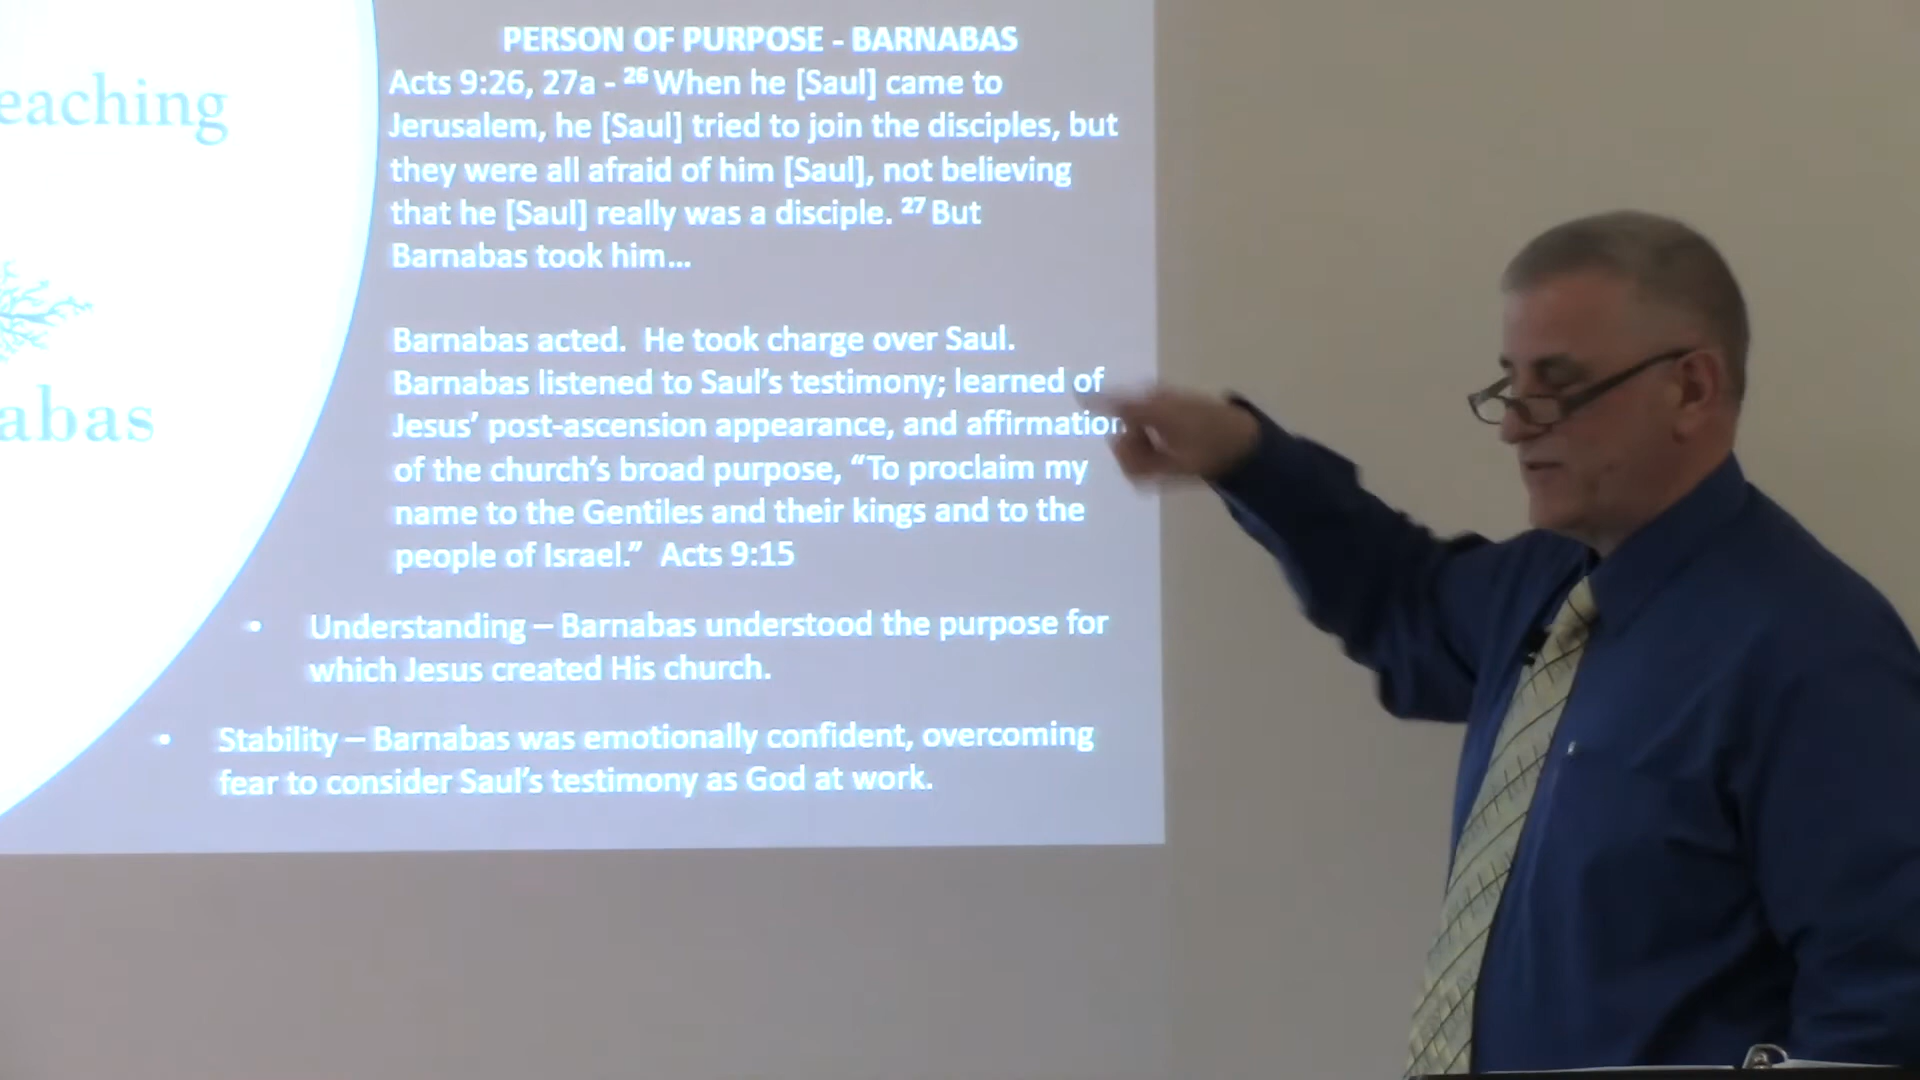 eaching
abas
PERSON OF PURPOSE - BARNABAS
Acts 9:26, 27a - 26 When he [Saul] came to
Jerusalem, he [Saul] tried to join the disciples, but
they were all afraid of him [Saul], not believing
that he [Saul] really was a disciple. 27 But
Barnabas took him...
Barnabas acted. He took charge over Saul.
Barnabas listened to Saul's testimony; learned of
Jesus' post-ascension appearance, and affirmation
of the church's broad purpose, "To proclaim my
name to the Gentiles and their kings and to the
people of Israel." Acts 9:15
• Understanding – Barnabas understood the purpose for
which Jesus created His church.
• Stability – Barnabas was emotionally confident, overcoming
fear to consider Saul's testimony as God at work.